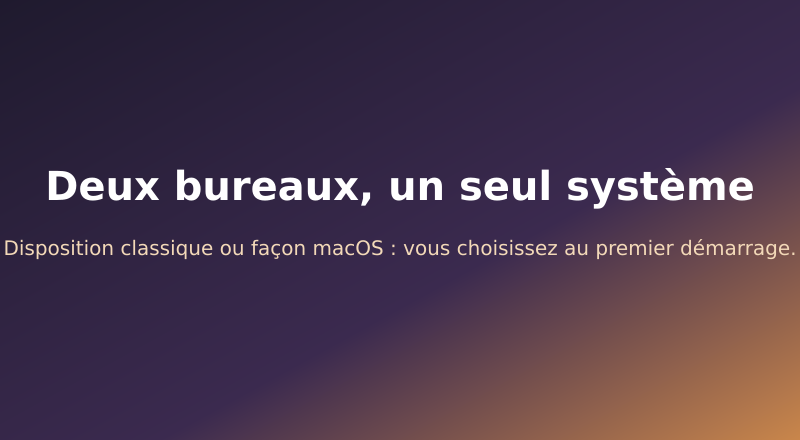 Deux bureaux, un seul système
Disposition classique ou façon macOS : vous choisissez au premier démarrage.